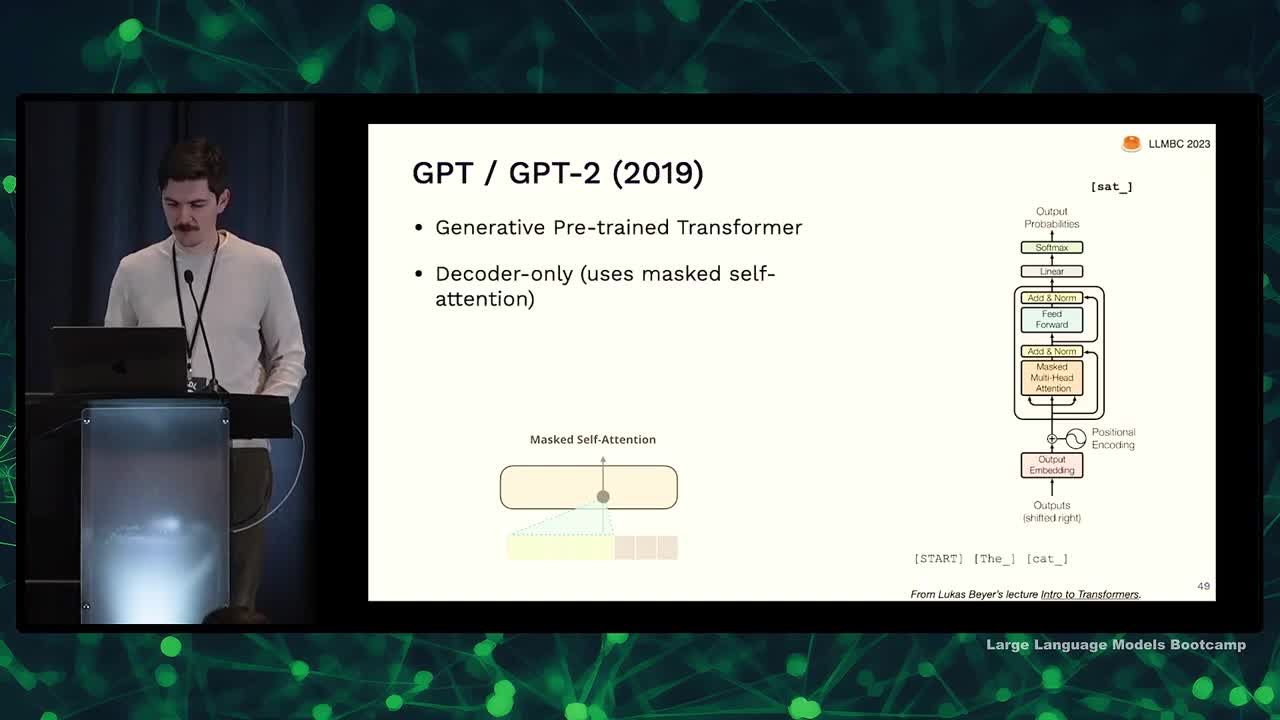 LLMBC 2023
GPT / GPT-2 (2019)
• Generative Pre-trained Transformer
• Decoder-only (uses masked self-
attention)
Masked Self-Attention
[sat_]
Output
Probabilities
Softmax
Linear
Add & Norm
Feed
Forward
Add & Norm
Masked
Multi-Head
Attention
Positional
Encoding
Output
Embedding
Outputs
(shifted right)
[START] [The_] [cat_]
49
From Lukas Beyer's lecture Intro to Transformers.
Large Language Models Bootcamp